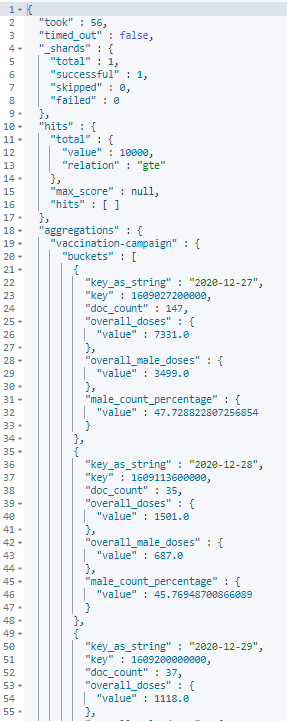 1 {
2 "took" : 56,
3 "timed_out" : false,
4 "_shards" : {
5 "total" : 1,
6 "successful" : 1,
7 "skipped" : 0,
8 "failed" : 0
9 },
10 "hits" : {
11 "total" : {
12 "value" : 10000,
13 "relation" : "gte"
14 },
15 "max_score" : null,
16 "hits" : [ ]
17 },
18 "aggregations" : {
19 "vaccination-campaign" : {
20 "buckets" : [
21 {
22 "key_as_string" : "2020-12-27",
23 "key" : 1609027200000,
24 "doc_count" : 147,
25 "overall_doses" : {
26 "value" : 7331.0
27 },
28 "overall_male_doses" : {
29 "value" : 3499.0
30 },
31 "male_count_percentage" : {
32 "value" : 47.728822807256854
33 }
34 },
35 {
36 "key_as_string" : "2020-12-28",
37 "key" : 1609113600000,
38 "doc_count" : 35,
39 "overall_doses" : {
40 "value" : 1501.0
41 },
42 "overall_male_doses" : {
43 "value" : 687.0
44 },
45 "male_count_percentage" : {
46 "value" : 45.76948700866089
47 }
48 },
49 {
50 "key_as_string" : "2020-12-29",
51 "key" : 1609200000000,
52 "doc_count" : 37,
53 "overall_doses" : {
54 "value" : 1118.0
55 },